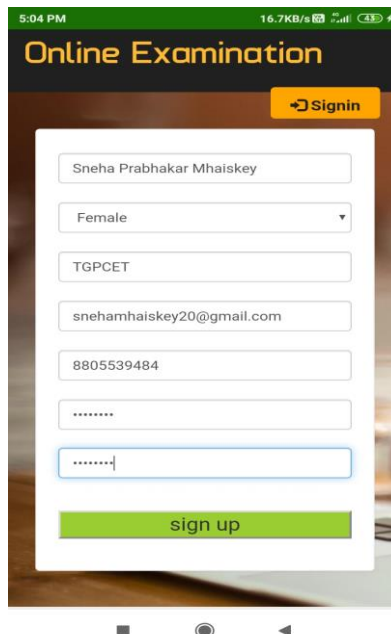 5:04 PM 16.7KB/s 43
Online Examination
Signin
Sneha Prabhakar Mhaiskey
Female
TGPCET
snehamhaiskey20@gmail.com
8805539484
••••••••
••••••••
sign up